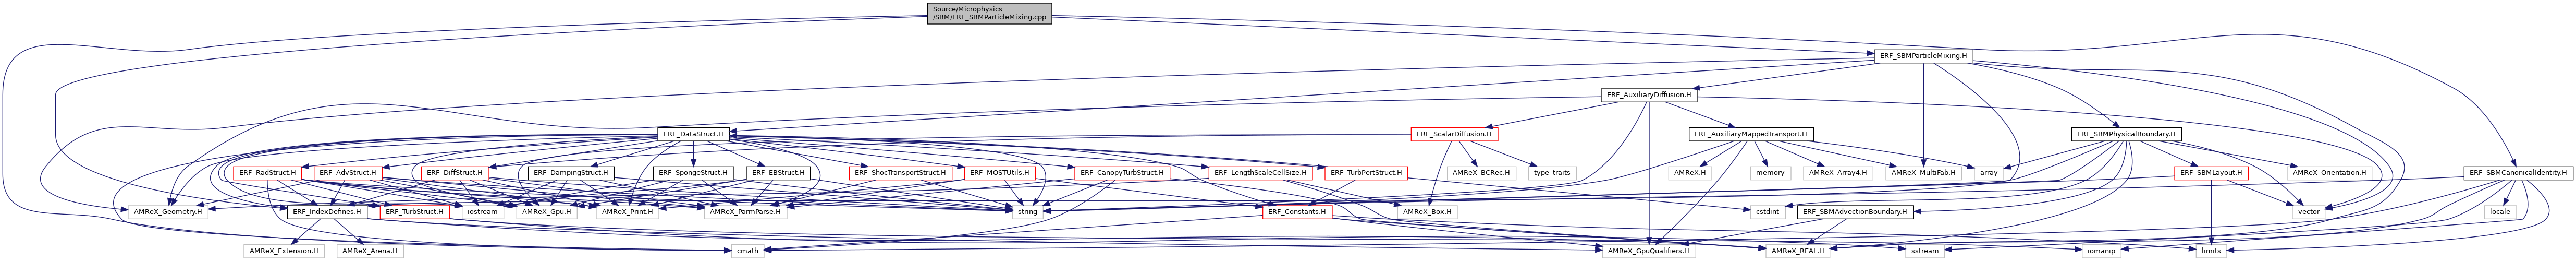 Source/Microphysics
/SBM/ERF_SBMParticleMixing.cpp
ERF_SBMParticleMixing.H
ERF_AuxiliaryDiffusion.H
ERF_DataStruct.H
ERF_ScalarDiffusion.H
ERF_AuxiliaryMappedTransport.H
ERF_SBMPhysicalBoundary.H
ERF_RadStruct.H
ERF_AdvStruct.H
ERF_DiffStruct.H
ERF_DampingStruct.H
ERF_SpongeStruct.H
ERF_EBStruct.H
ERF_ShocTransportStruct.H
ERF_MOSTUtils.H
ERF_CanopyTurbStruct.H
ERF_LengthScaleCellSize.H
ERF_TurbPertStruct.H
AMReX_BCRec.H
type_traits
AMReX.H
memory
AMReX_Array4.H
AMReX_MultiFab.H
array
ERF_SBMLayout.H
AMReX_Orientation.H
ERF_SBMCanonicalIdentity.H
AMReX_Geometry.H
ERF_IndexDefines.H
ERF_TurbStruct.H
iostream
AMReX_Gpu.H
AMReX_Print.H
AMReX_ParmParse.H
string
ERF_Constants.H
AMReX_Box.H
cstdint
ERF_SBMAdvectionBoundary.H
vector
locale
AMReX_Extension.H
AMReX_Arena.H
cmath
AMReX_GpuQualifiers.H
AMReX_REAL.H
sstream
iomanip
limits